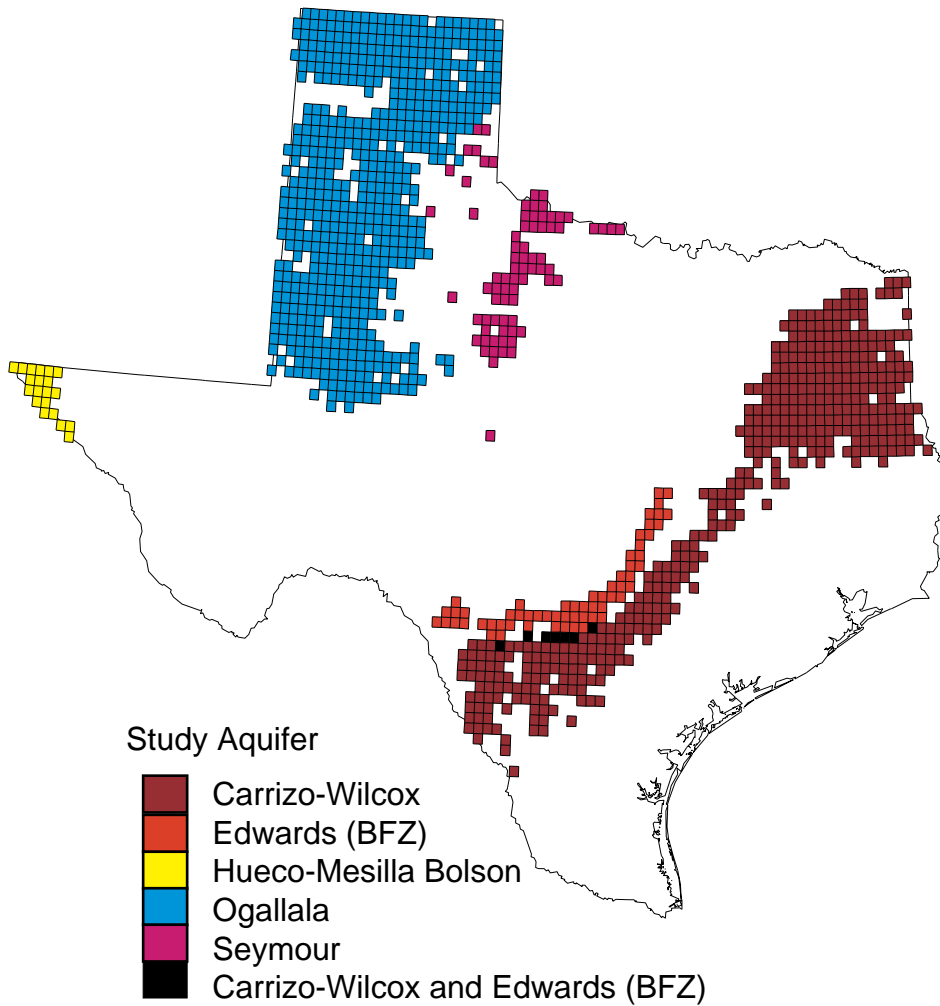 Study Aquifer
Carrizo-Wilcox
Edwards (BFZ)
Hueco-Mesilla Bolson
Ogallala
Seymour
Carrizo-Wilcox and Edwards (BFZ)